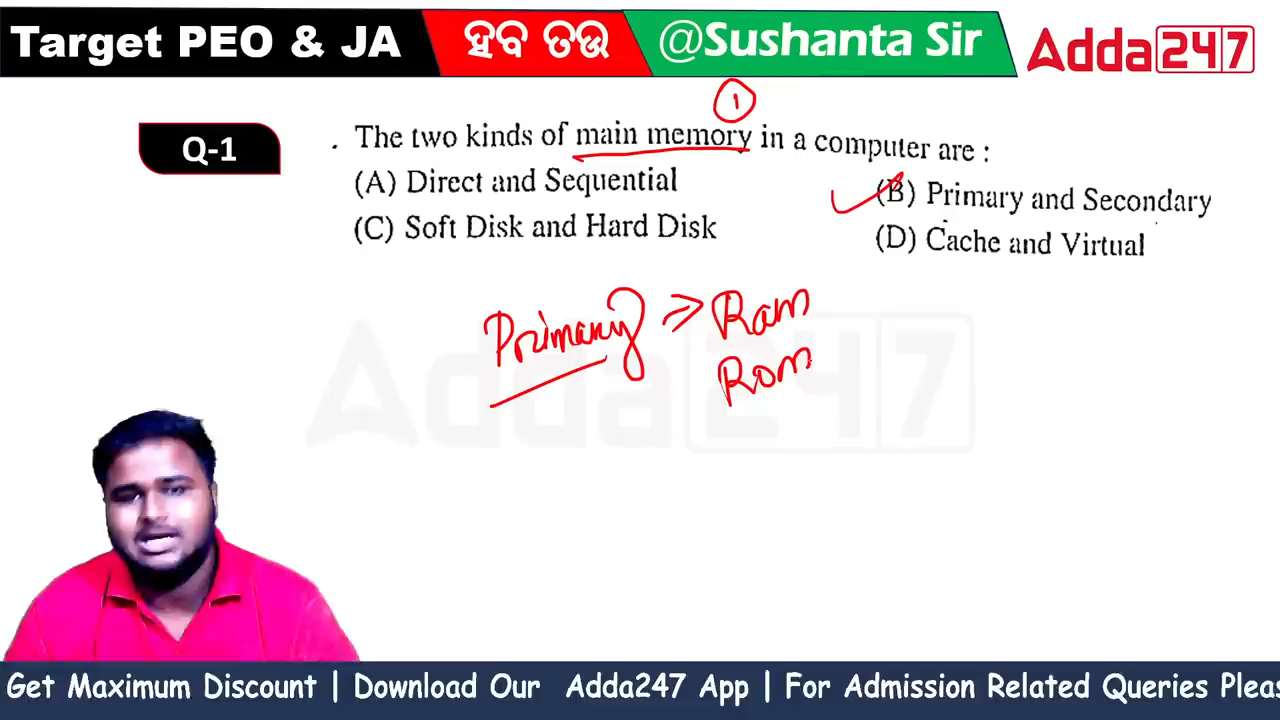 Target PEO & JA ହବ ତଉ @Sushanta Sir Adda247
1
Q-1 . The two kinds of main memory in a computer are :
(A) Direct and Sequential (B) Primary and Secondary
(C) Soft Disk and Hard Disk (D) Cache and Virtual
Primary => Ram
Rom
Adda247
Get Maximum Discount | Download Our Adda247 App | For Admission Related Queries Pleas